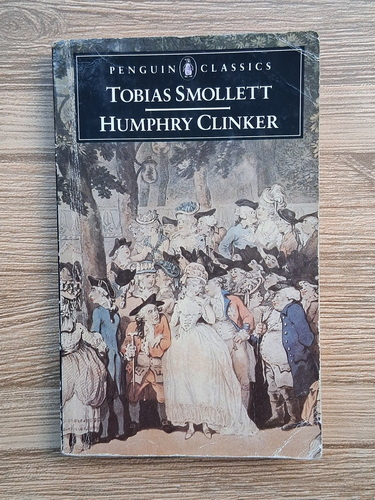 PENGUIN CLASSICS
TOBIAS SMOLLETT
HUMPHRY CLINKER